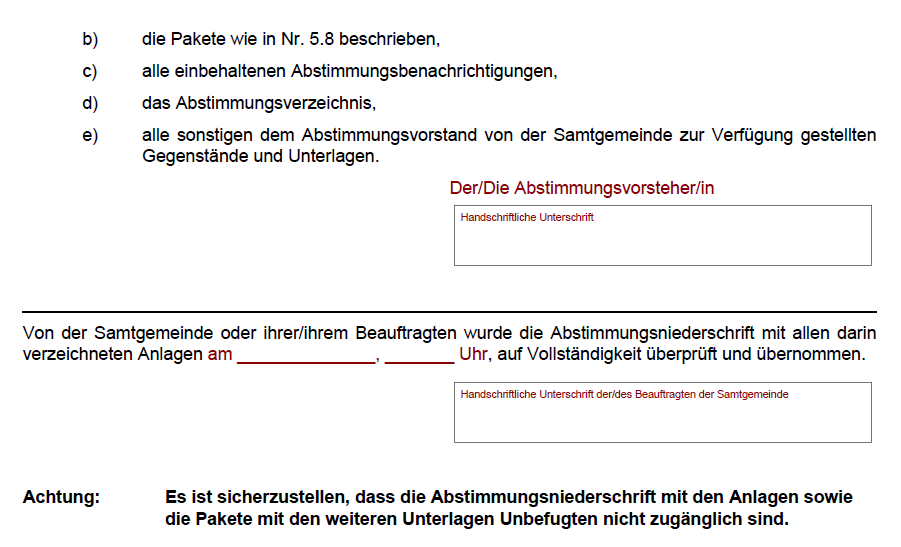 b) die Pakete wie in Nr. 5.8 beschrieben,
c) alle einbehaltenen Abstimmungsbenachrichtigungen,
d) das Abstimmungsverzeichnis,
e) alle sonstigen dem Abstimmungsvorstand von der Samtgemeinde zur Verfügung gestellten
Gegenstände und Unterlagen.
Der/Die Abstimmungsvorsteher/in
Handschriftliche Unterschrift
Von der Samtgemeinde oder ihrer/ihrem Beauftragten wurde die Abstimmungsniederschrift mit allen darin
verzeichneten Anlagen am ______________, _______ Uhr, auf Vollständigkeit überprüft und übernommen.
Handschriftliche Unterschrift der/des Beauftragten der Samtgemeinde
Achtung: Es ist sicherzustellen, dass die Abstimmungsniederschrift mit den Anlagen sowie
die Pakete mit den weiteren Unterlagen Unbefugten nicht zugänglich sind.